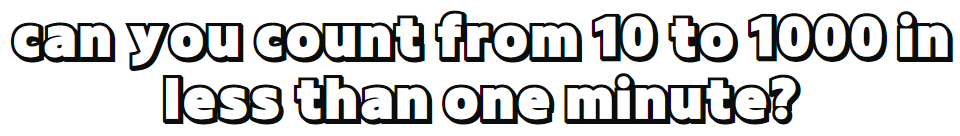 can you count from 10 to 1000 in
less than one minute?